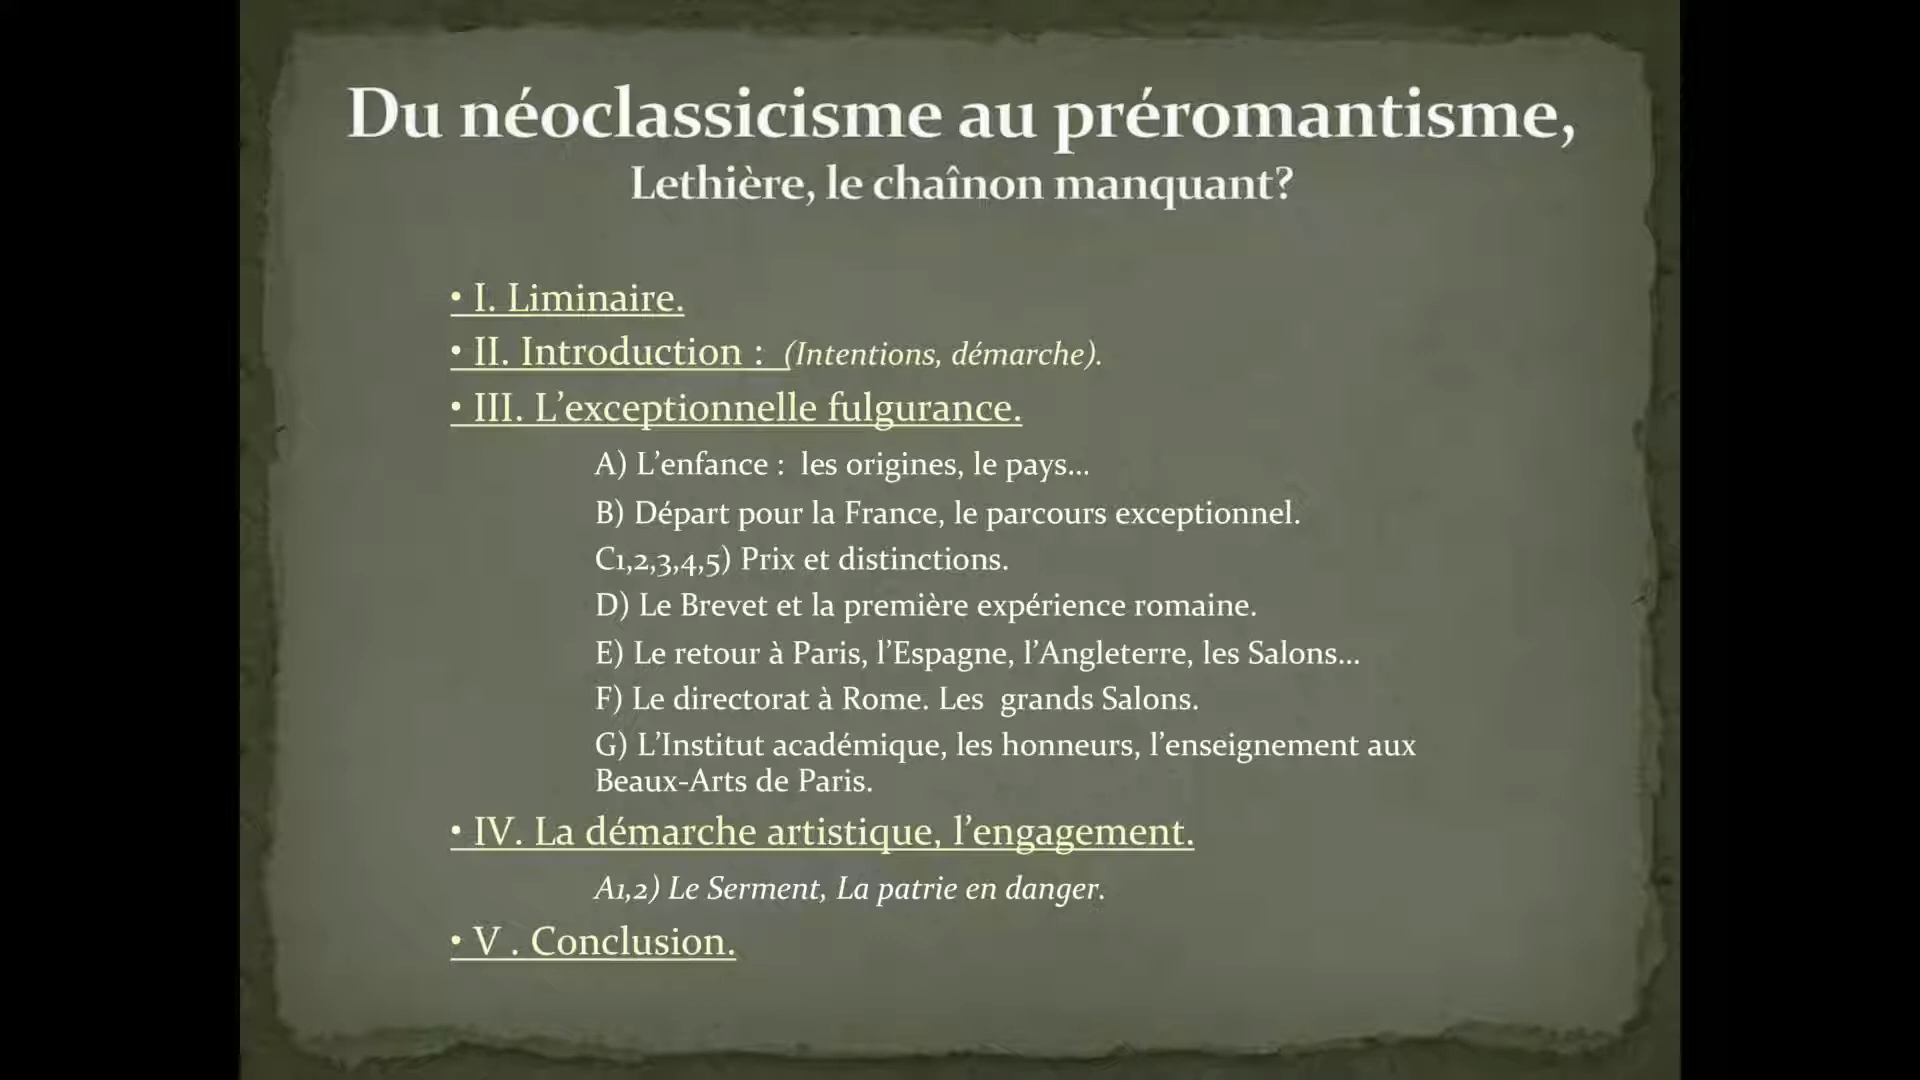 Du néoclassicisme au préromantisme,
Lethière, le chaînon manquant?
• I. Liminaire.
• II. Introduction : (Intentions, démarche).
• III. L’exceptionnelle fulgurance.
A) L’enfance : les origines, le pays...
B) Départ pour la France, le parcours exceptionnel.
C1,2,3,4,5) Prix et distinctions.
D) Le Brevet et la première expérience romaine.
E) Le retour à Paris, l’Espagne, l’Angleterre, les Salons...
F) Le directorat à Rome. Les grands Salons.
G) L’Institut académique, les honneurs, l’enseignement aux
Beaux-Arts de Paris.
• IV. La démarche artistique, l’engagement.
A1,2) Le Serment, La patrie en danger.
• V . Conclusion.